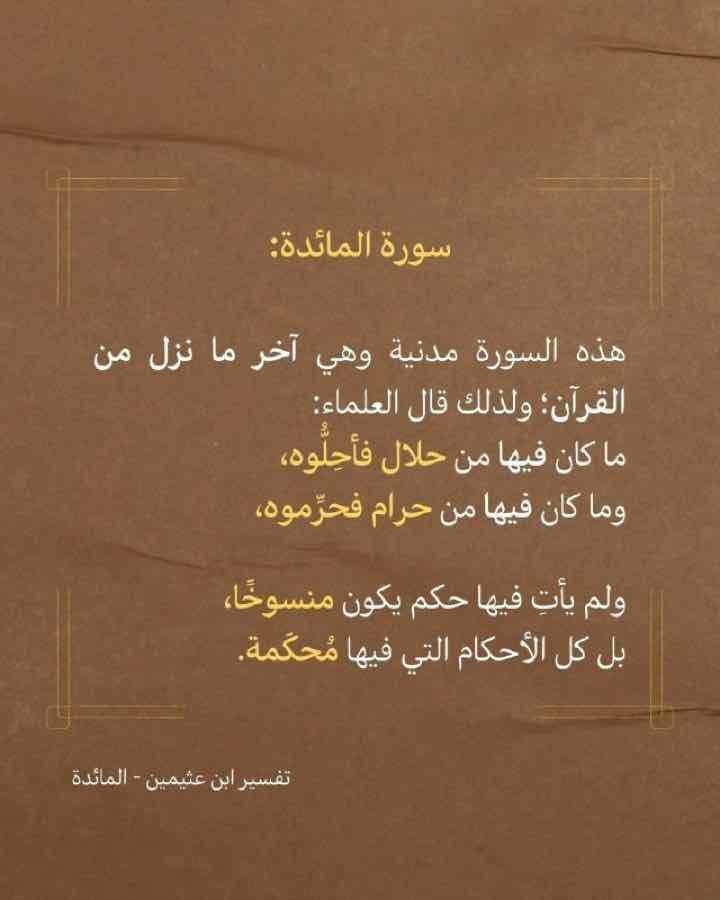 سورة المائدة:
هذه السورة مدنية وهي آخر ما نزل من
القرآن؛ ولذلك قال العلماء:
ما كان فيها من حلال فأحِلُّوه،
وما كان فيها من حرام فحرِّموه،
ولم يأتِ فيها حكم يكون منسوخًا،
بل كل الأحكام التي فيها مُحكَمة.
تفسير ابن عثيمين - المائدة